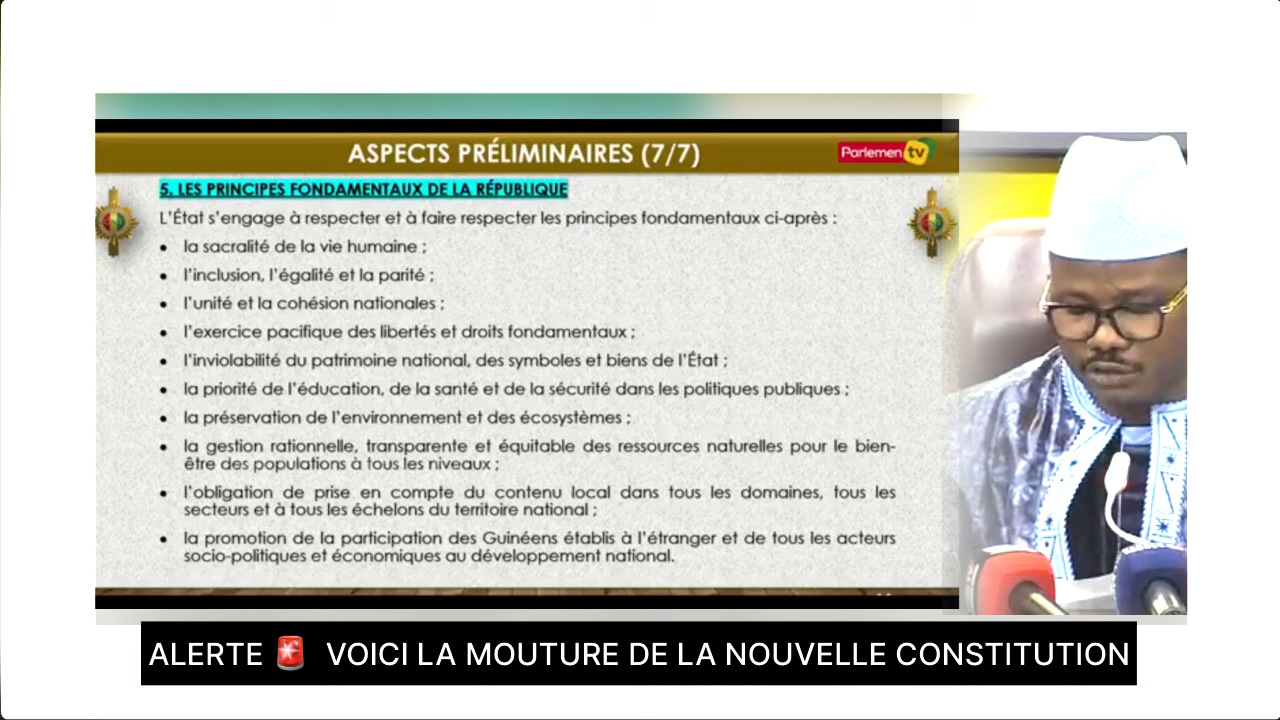 ASPECTS PRÉLIMINAIRES (7/7)
Parlemen tv
5. LES PRINCIPES FONDAMENTAUX DE LA RÉPUBLIQUE
L'État s'engage à respecter et à faire respecter les principes fondamentaux ci-après :
• la sacralité de la vie humaine ;
• l'inclusion, l'égalité et la parité ;
• l'unité et la cohésion nationales ;
• l'exercice pacifique des libertés et droits fondamentaux ;
• l'inviolabilité du patrimoine national, des symboles et biens de l'État ;
• la priorité de l'éducation, de la santé et de la sécurité dans les politiques publiques ;
• la préservation de l'environnement et des écosystèmes ;
• la gestion rationnelle, transparente et équitable des ressources naturelles pour le bien-
être des populations à tous les niveaux ;
• l'obligation de prise en compte du contenu local dans tous les domaines, tous les
secteurs et à tous les échelons du territoire national ;
• la promotion de la participation des Guinéens établis à l'étranger et de tous les acteurs
socio-politiques et économiques au développement national.
ALERTE 🚨 VOICI LA MOUTURE DE LA NOUVELLE CONSTITUTION